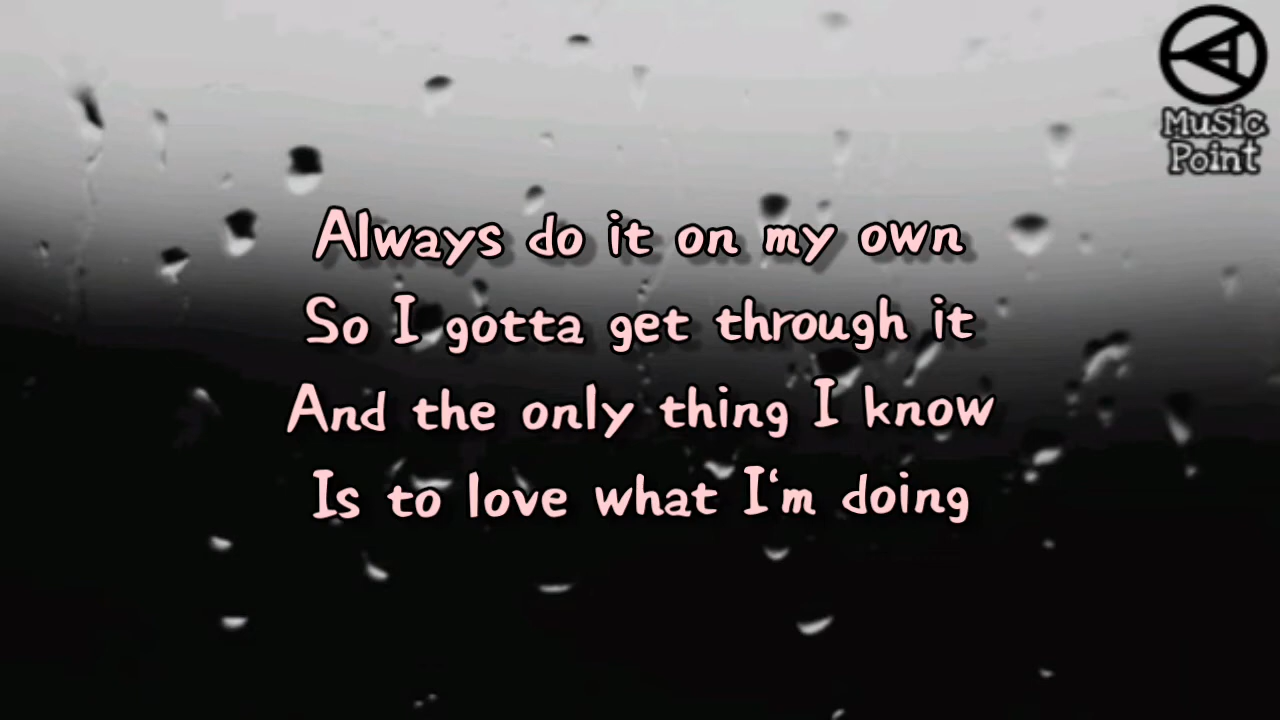 Music
Point
Always do it on my own
So I gotta get through it
And the only thing I know
Is to love what I'm doing